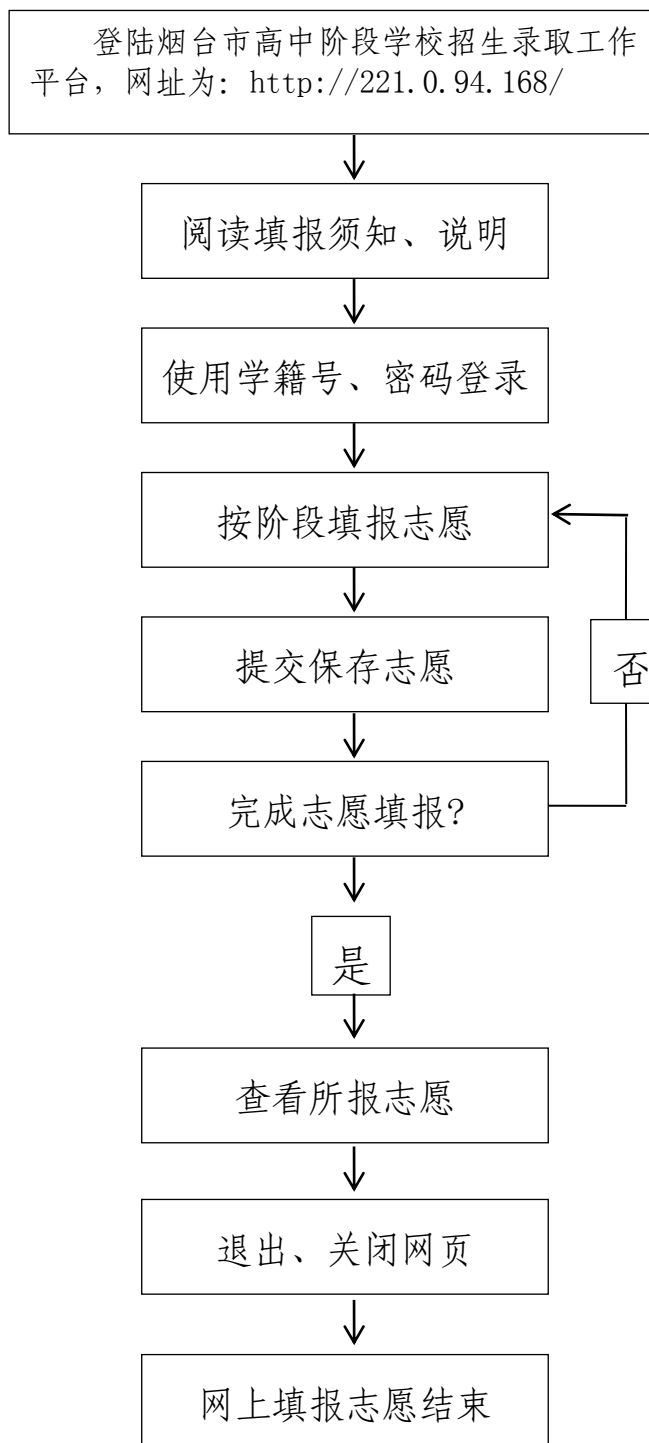 登陆烟台市高中阶段学校招生录取工作
平台，网址为：http://221.0.94.168/
阅读填报须知、说明
使用学籍号、密码登录
按阶段填报志愿
提交保存志愿
否
完成志愿填报?
是
查看所报志愿
退出、关闭网页
网上填报志愿结束